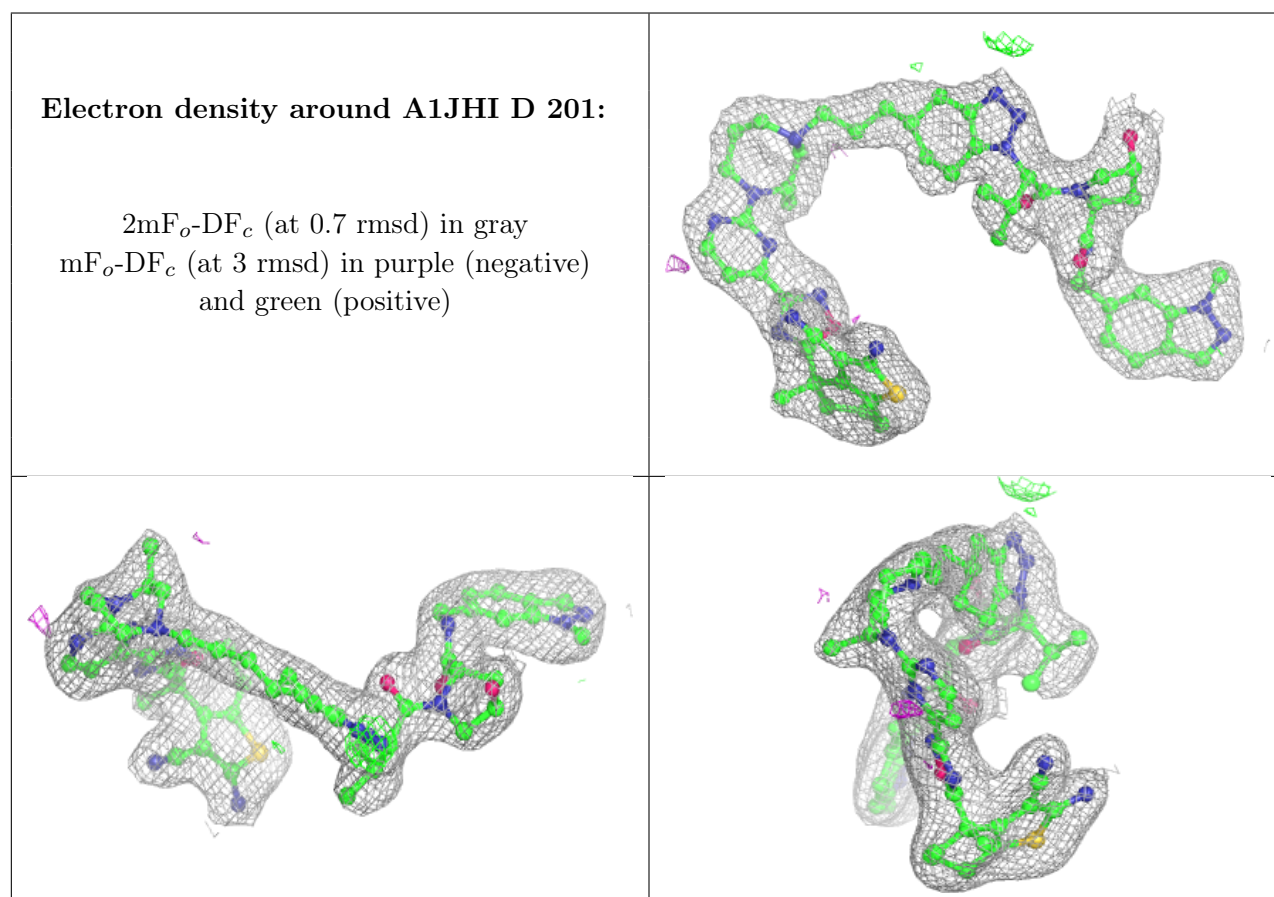 Electron density around A1JHI D 201:
2mFo-DFc (at 0.7 rmsd) in gray
mFo-DFc (at 3 rmsd) in purple (negative)
and green (positive)